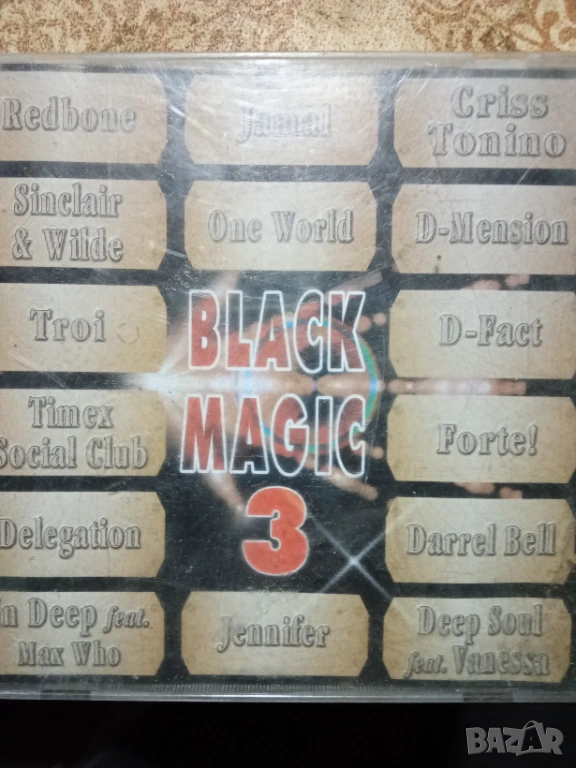 Redbone
Jamal
Criss
Tonino
Sinclair
& Wilde
One World
D-Mension
Troi
BLACK
MAGIC
3
D-Fact
Timex
Social Club
Forte!
Delegation
Darrel Bell
In Deep feat.
Max Who
Jennifer
Deep Soul
feat. Vanessa
BAZAR